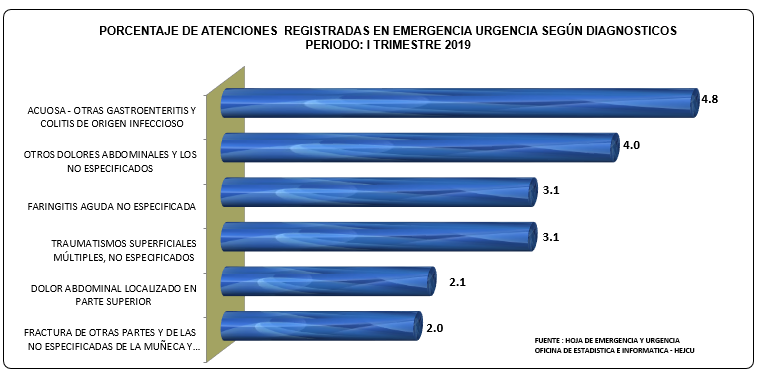 PORCENTAJE DE ATENCIONES REGISTRADAS EN EMERGENCIA URGENCIA SEGÚN DIAGNOSTICOS
PERIODO: I TRIMESTRE 2019
ACUOSA - OTRAS GASTROENTERITIS Y
COLITIS DE ORIGEN INFECCIOSO
4.8
OTROS DOLORES ABDOMINALES Y LOS
NO ESPECIFICADOS
4.0
FARINGITIS AGUDA NO ESPECIFICADA
3.1
TRAUMATISMOS SUPERFICIALES
MÚLTIPLES, NO ESPECIFICADOS
3.1
DOLOR ABDOMINAL LOCALIZADO EN
PARTE SUPERIOR
2.1
FRACTURA DE OTRAS PARTES Y DE LAS
NO ESPECIFICADAS DE LA MUÑECA Y...
2.0
FUENTE : HOJA DE EMERGENCIA Y URGENCIA
OFICINA DE ESTADISTICA E INFORMATICA - HEJCU